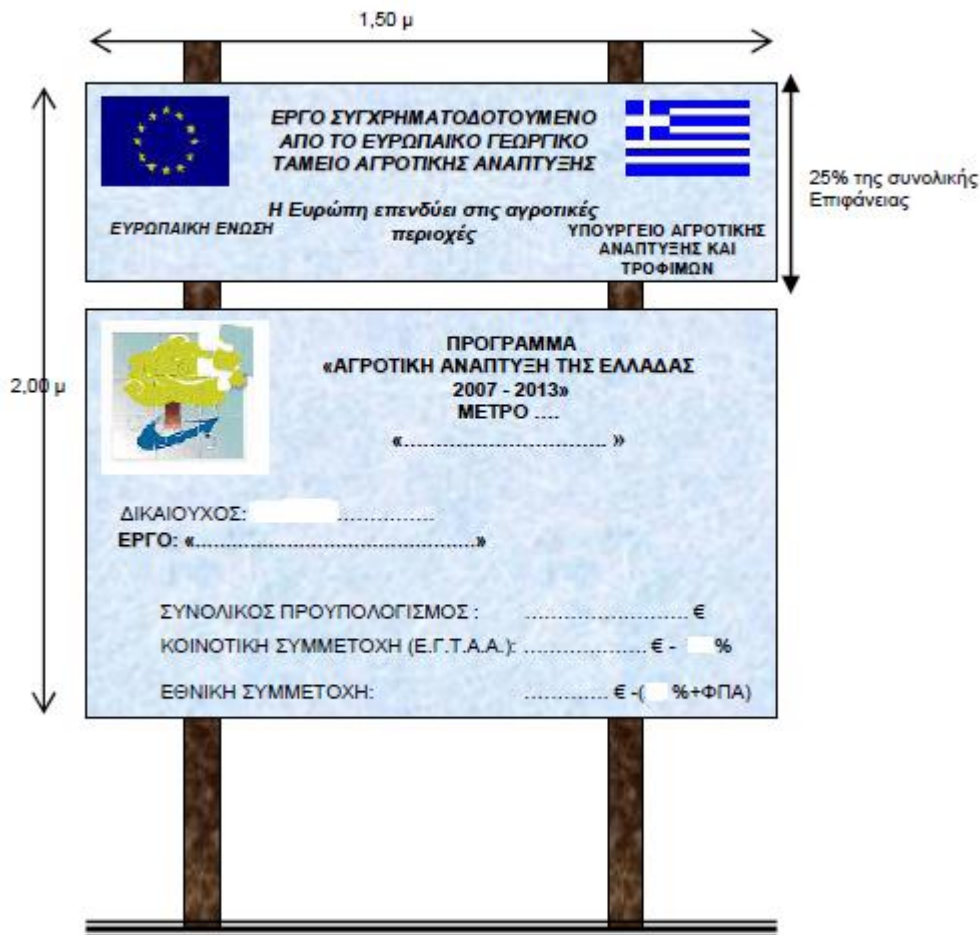 1,50 μ
ΕΡΓΟ ΣΥΓΧΡΗΜΑΤΟΔΟΤΟΥΜΕΝΟ
ΑΠΟ ΤΟ ΕΥΡΩΠΑΙΚΟ ΓΕΩΡΓΙΚΟ
ΤΑΜΕΙΟ ΑΓΡΟΤΙΚΗΣ ΑΝΑΠΤΥΞΗΣ
Η Ευρώπη επενδύει στις αγροτικές
περιοχές
ΕΥΡΩΠΑΙΚΗ ΕΝΩΣΗ
ΥΠΟΥΡΓΕΙΟ ΑΓΡΟΤΙΚΗΣ
ΑΝΑΠΤΥΞΗΣ ΚΑΙ
ΤΡΟΦΙΜΩΝ
25% της συνολικής
Επιφάνειας
2,00 μ
ΠΡΟΓΡΑΜΜΑ
«ΑΓΡΟΤΙΚΗ ΑΝΑΠΤΥΞΗ ΤΗΣ ΕΛΛΑΔΑΣ
2007 - 2013»
ΜΕΤΡΟ ....
«................................. »
ΔΙΚΑΙΟΥΧΟΣ: ................
ΕΡΓΟ: «..............................................»
ΣΥΝΟΛΙΚΟΣ ΠΡΟΥΠΟΛΟΓΙΣΜΟΣ : .......................... €
ΚΟΙΝΟΤΙΚΗ ΣΥΜΜΕΤΟΧΗ (Ε.Γ.Τ.Α.Α.): .................... € - %
ΕΘΝΙΚΗ ΣΥΜΜΕΤΟΧΗ: ............. € -( %+ΦΠΑ)